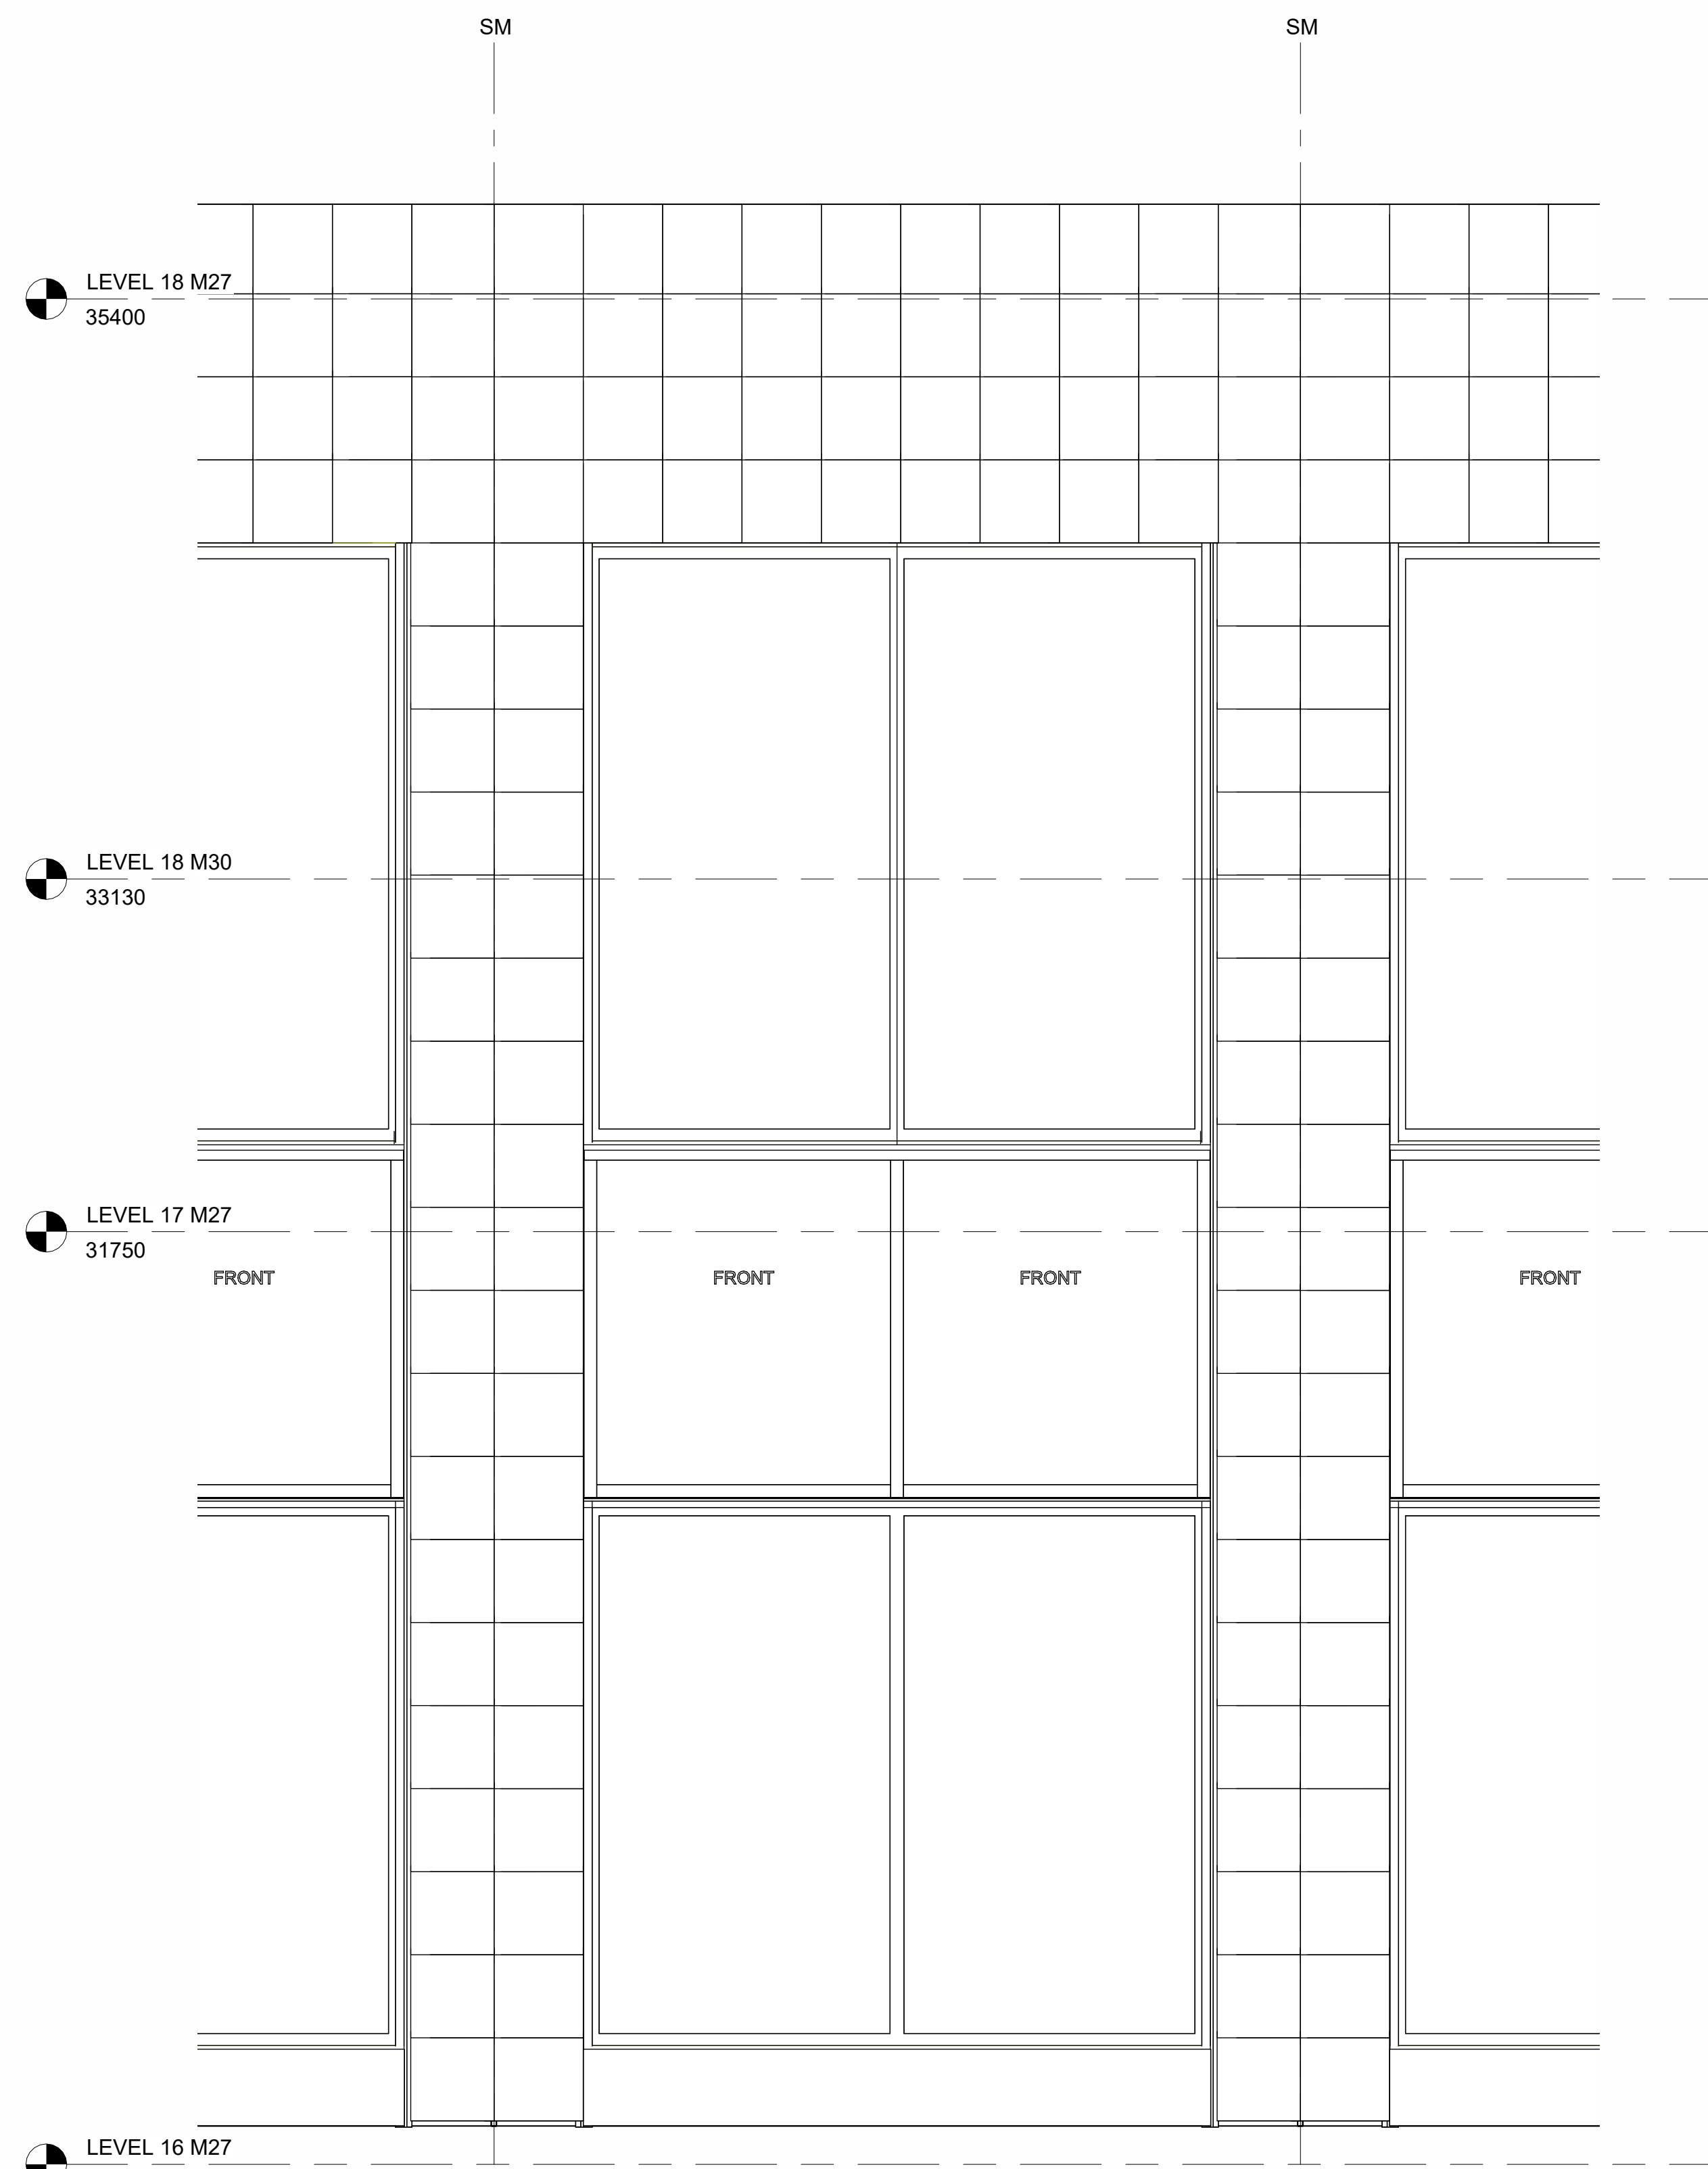 SM SM
LEVEL 18 M27
35400
LEVEL 18 M30
33130
LEVEL 17 M27
31750
FRONT FRONT FRONT FRONT
LEVEL 16 M27